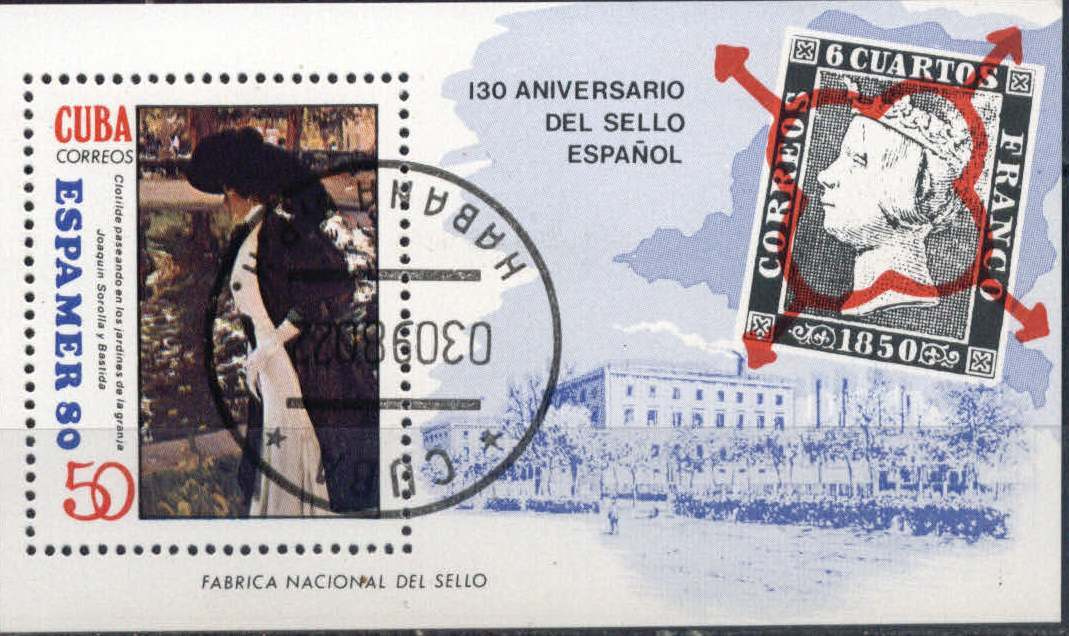 CUBA
CORREOS
ESPAMER 80
Clotilde paseando en los jardines de la granja
Joaquin Sorolla y Bastida
50
HABANA
CUBA
130 ANIVERSARIO
DEL SELLO
ESPAÑOL
6 CUARTOS
CORREOS
FRANCO
1850
FABRICA NACIONAL DEL SELLO